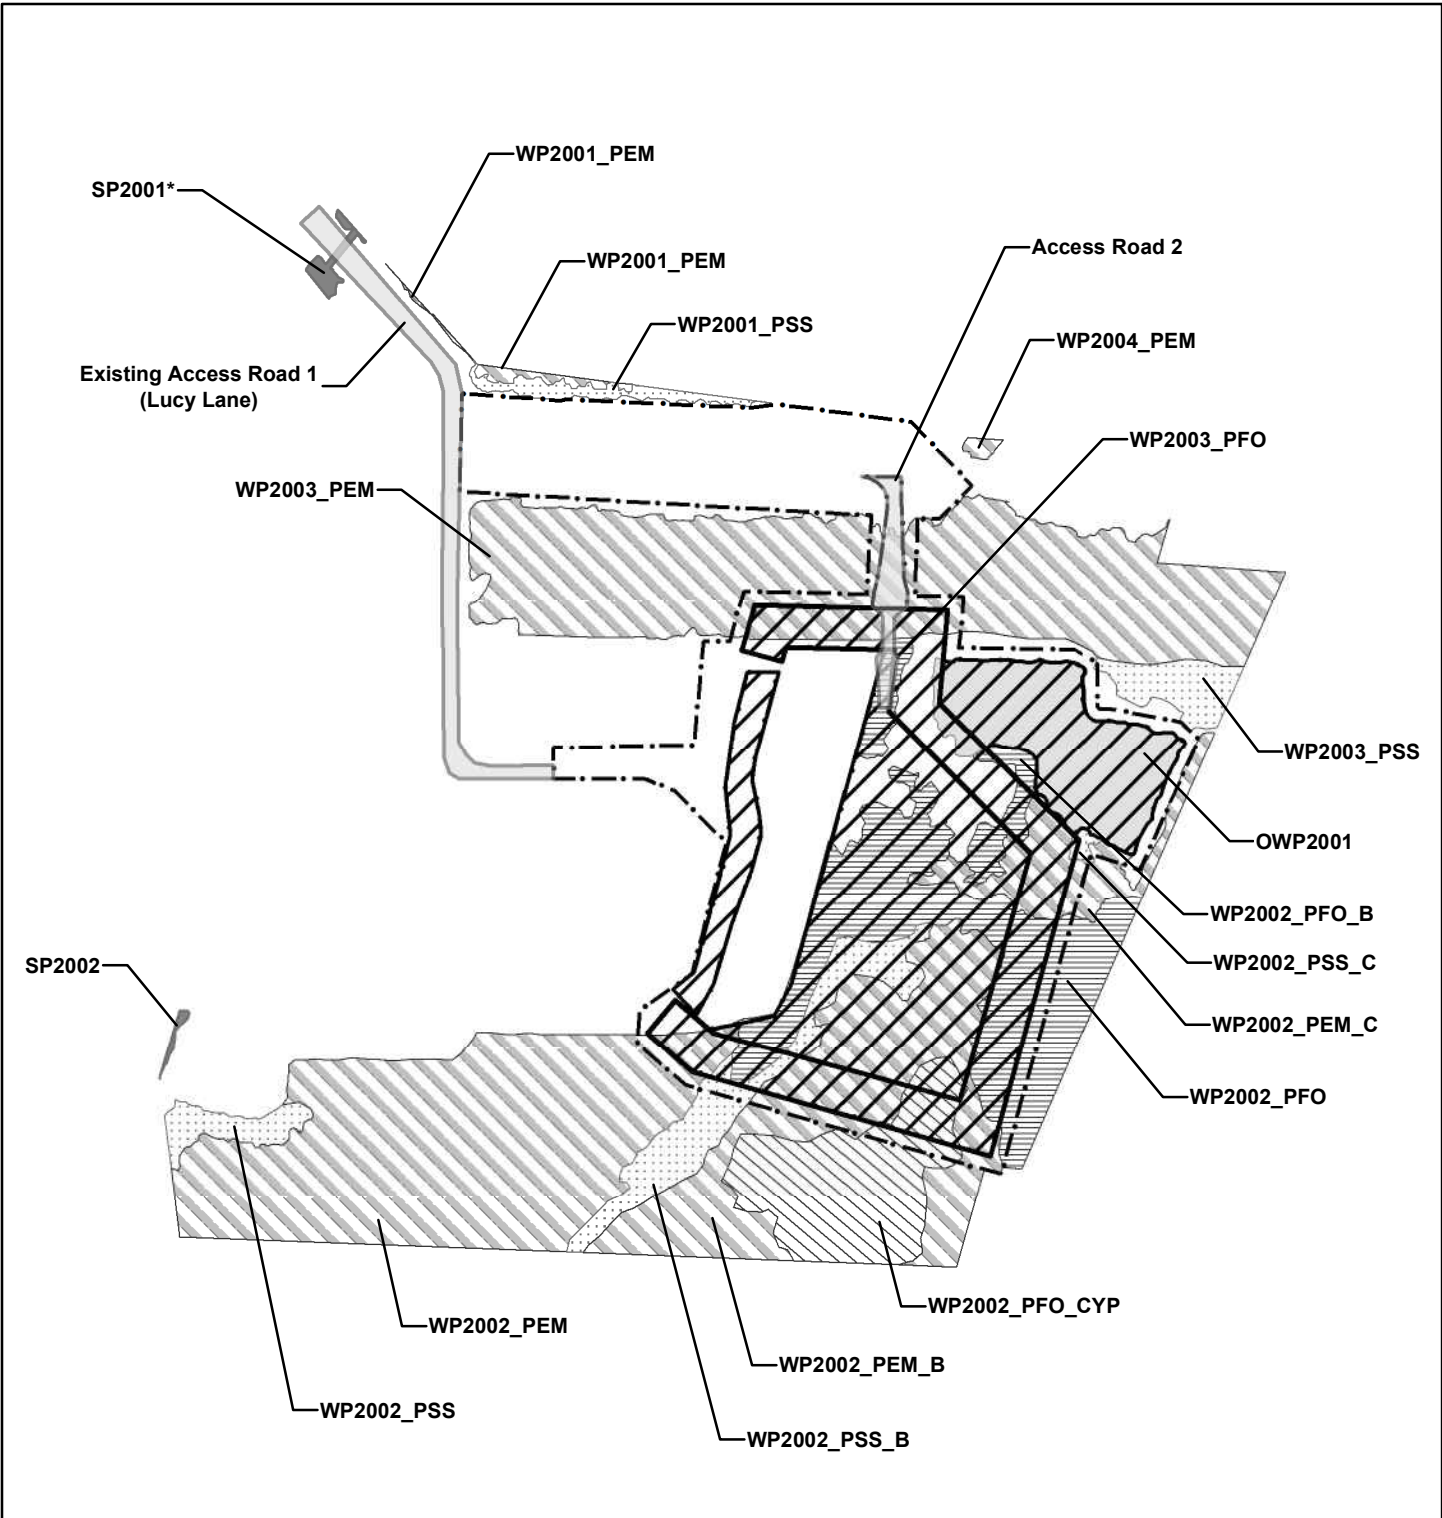 WP2001_PEM
SP2001*
Access Road 2
WP2001_PEM
WP2001_PSS
WP2004_PEM
Existing Access Road 1
(Lucy Lane)
WP2003_PFO
WP2003_PEM
WP2003_PSS
OWP2001
WP2002_PFO_B
SP2002
WP2002_PSS_C
WP2002_PEM_C
WP2002_PFO
WP2002_PFO_CYP
WP2002_PEM
WP2002_PEM_B
WP2002_PSS
WP2002_PSS_B